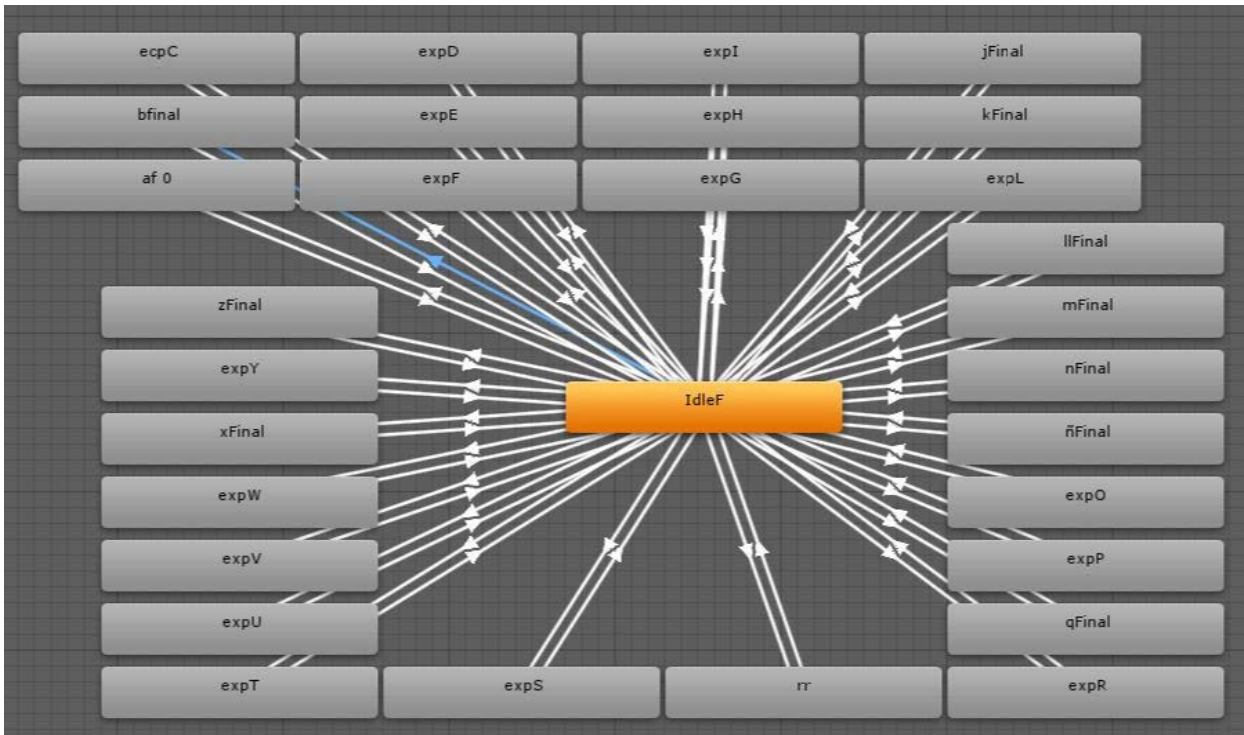 ecpC
expD
expI
jFinal
bfinal
expE
expH
kFinal
af 0
expF
expG
expL
llFinal
zFinal
mFinal
expY
nFinal
IdleF
xFinal
ñFinal
expW
expO
expV
expP
expU
qFinal
expT
expS
rr
expR